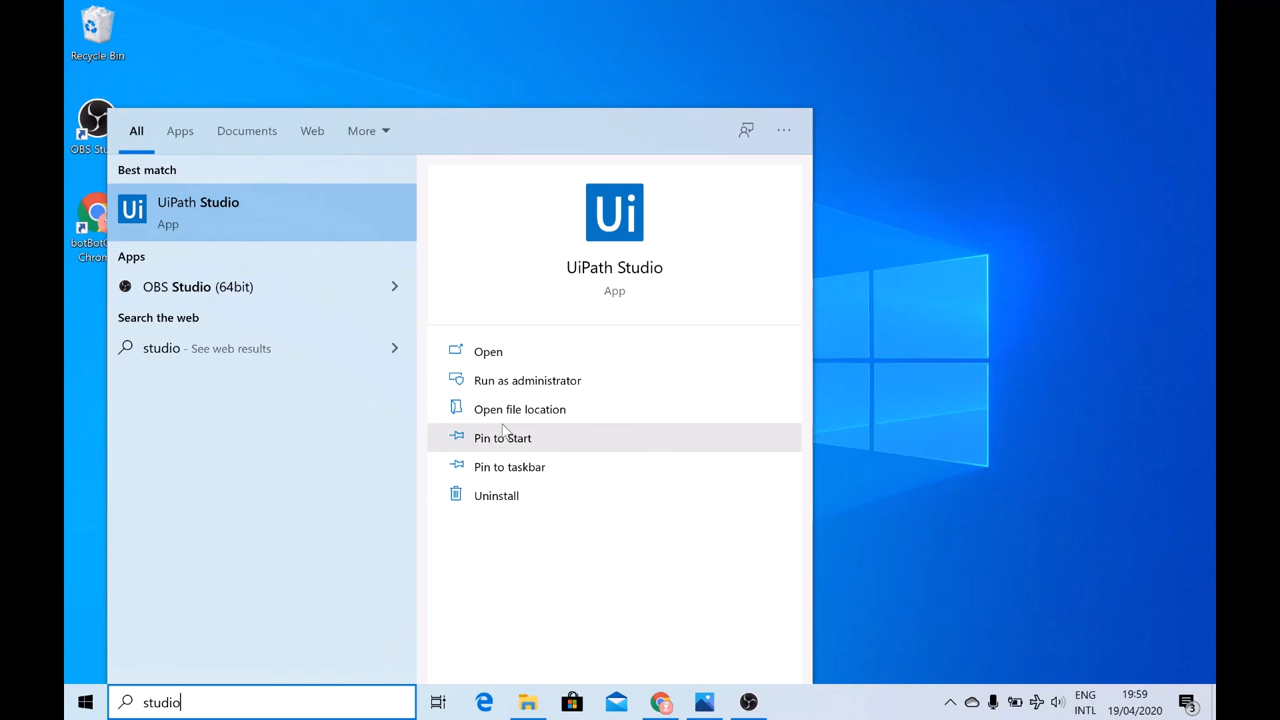 Recycle Bin
OBS Stu
botBot
Chrom
All
Apps
Documents
Web
More
Best match
Ui
UiPath Studio
App
Apps
OBS Studio (64bit)
Search the web
studio - See web results
Ui
UiPath Studio
App
Open
Run as administrator
Open file location
Pin to Start
Pin to taskbar
Uninstall
studio
ENG
INTL
19:59
19/04/2020
3